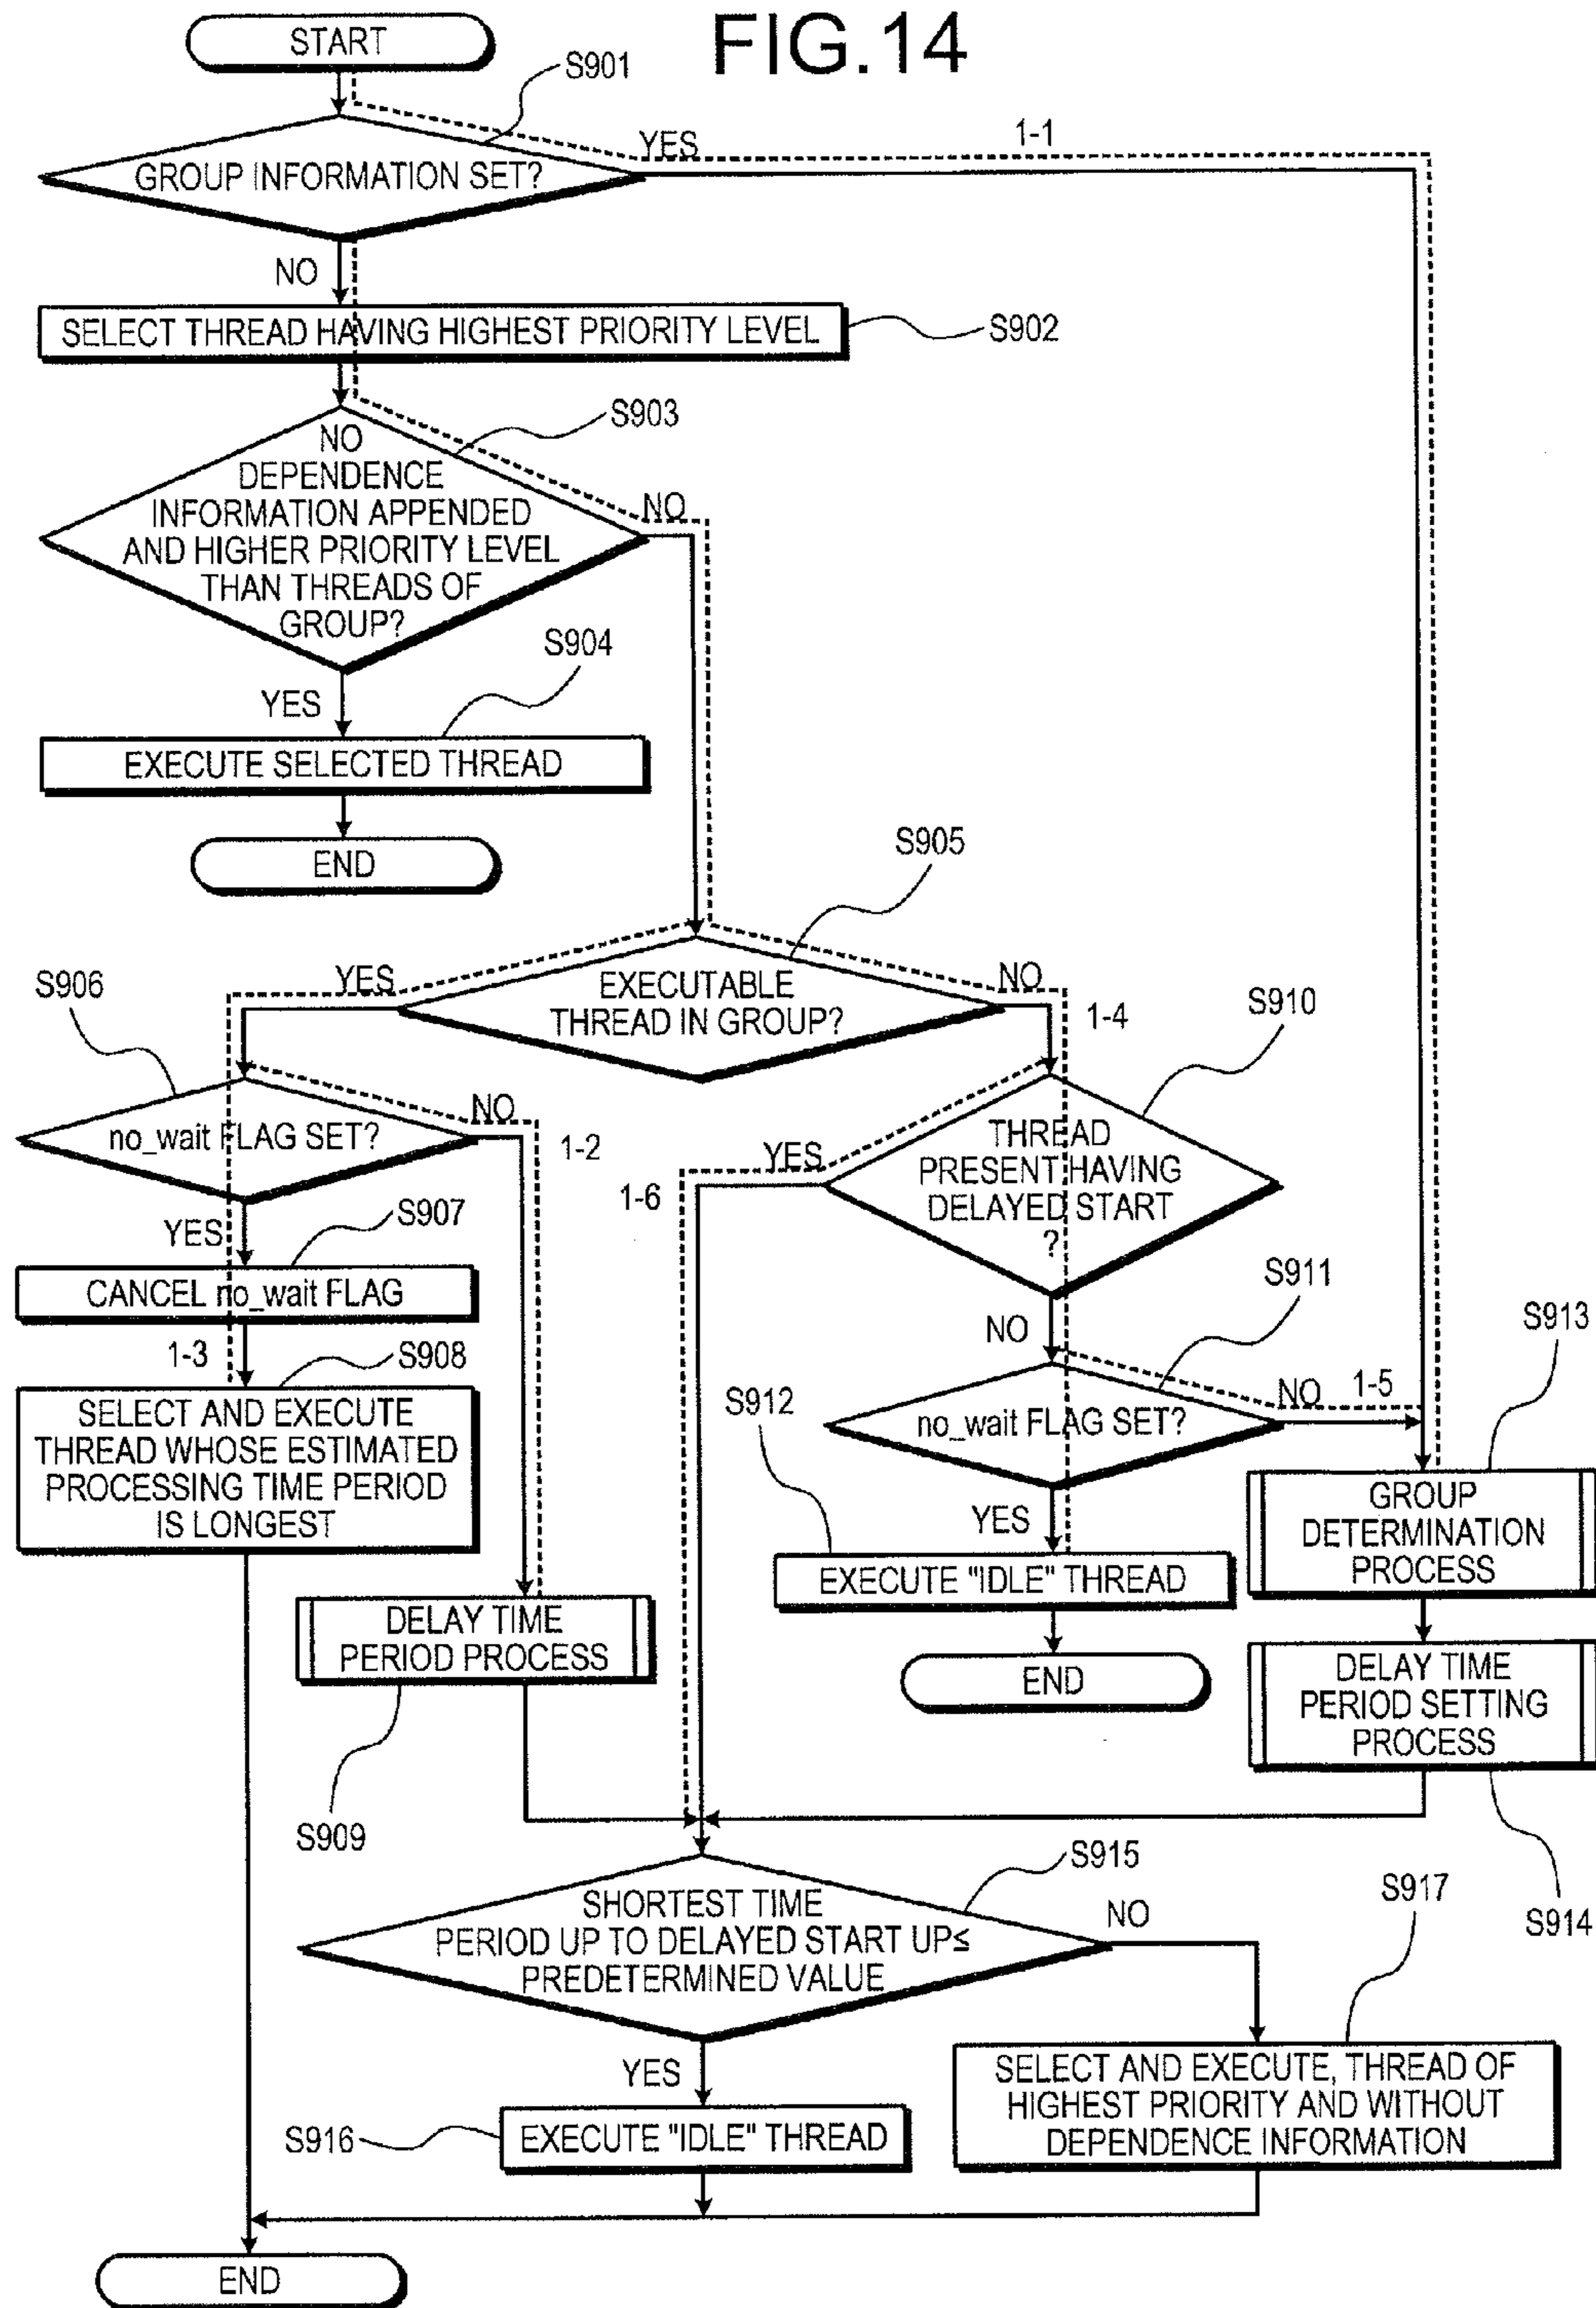 FIG.14
START
S901
YES
1-1
GROUP INFORMATION SET?
NO
SELECT THREAD HAVING HIGHEST PRIORITY LEVEL
S902
S903
NO
DEPENDENCE
INFORMATION APPENDED
AND HIGHER PRIORITY LEVEL
THAN THREADS OF
GROUP?
NO
S904
YES
EXECUTE SELECTED THREAD
END
S905
YES
EXECUTABLE
THREAD IN GROUP?
NO
S906
1-4
S910
no_wait FLAG SET?
NO
1-2
THREAD
PRESENT HAVING
DELAYED START
?
YES
1-6
YES
S907
CANCEL no_wait FLAG
NO
S911
1-3
S908
SELECT AND EXECUTE
THREAD WHOSE ESTIMATED
PROCESSING TIME PERIOD
IS LONGEST
S912
no_wait FLAG SET?
NO
1-5
S913
YES
GROUP
DETERMINATION
PROCESS
EXECUTE "IDLE" THREAD
DELAY TIME
PERIOD PROCESS
END
DELAY TIME
PERIOD SETTING
PROCESS
S909
S914
S915
SHORTEST TIME
PERIOD UP TO DELAYED START UP≤
PREDETERMINED VALUE
NO
S917
YES
S916
EXECUTE "IDLE" THREAD
SELECT AND EXECUTE, THREAD OF
HIGHEST PRIORITY AND WITHOUT
DEPENDENCE INFORMATION
END